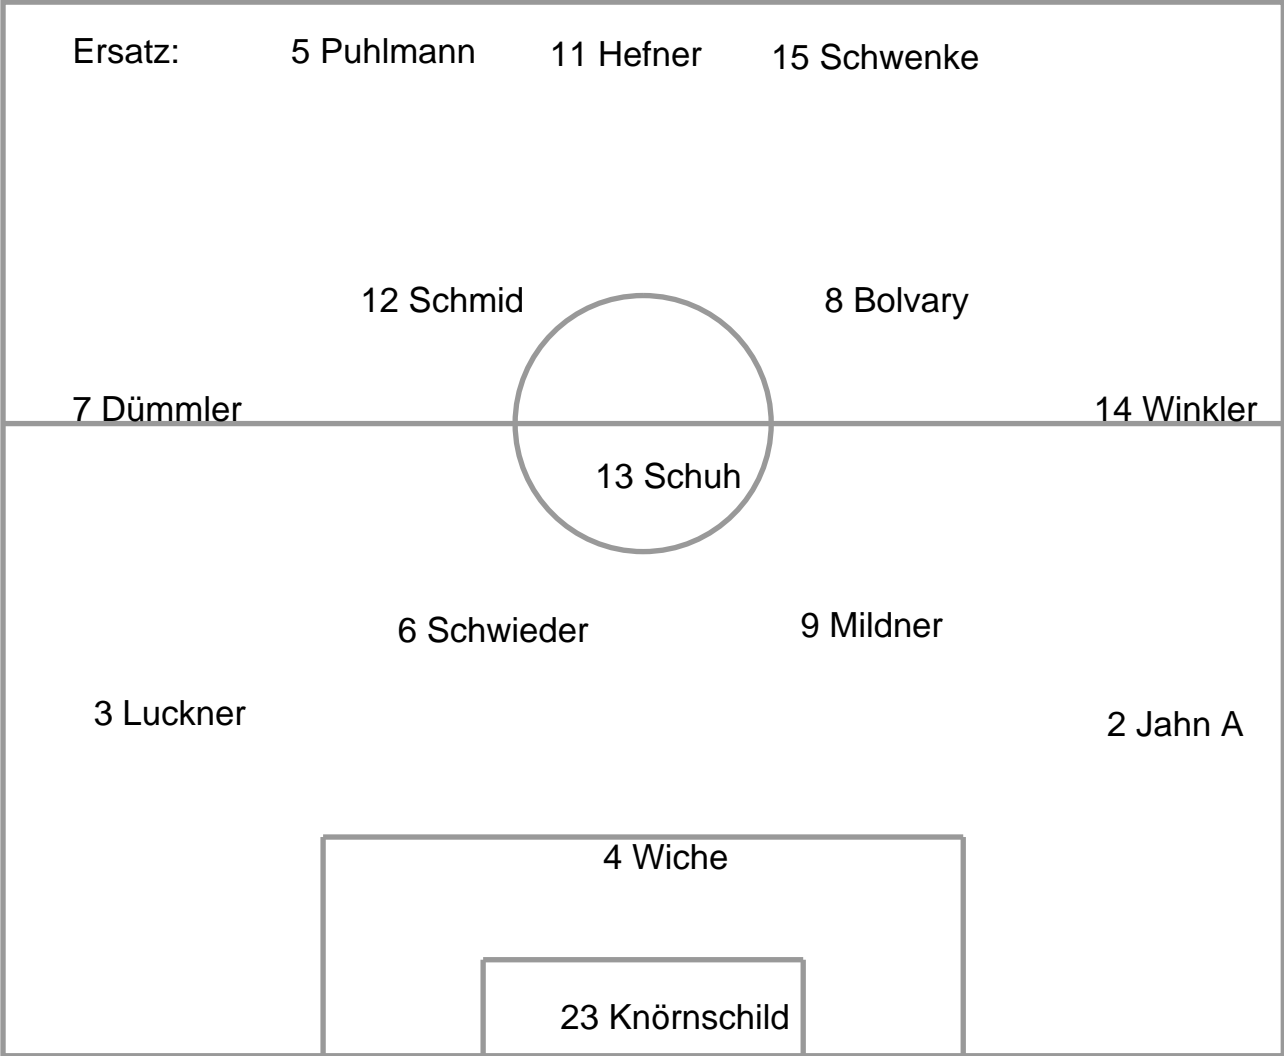 Ersatz: 5 Puhlmann 11 Hefner 15 Schwenke
12 Schmid 8 Bolvary
7 Dümmler 14 Winkler
13 Schuh
6 Schwieder 9 Mildner
3 Luckner 2 Jahn A
4 Wiche
23 Knörnschild